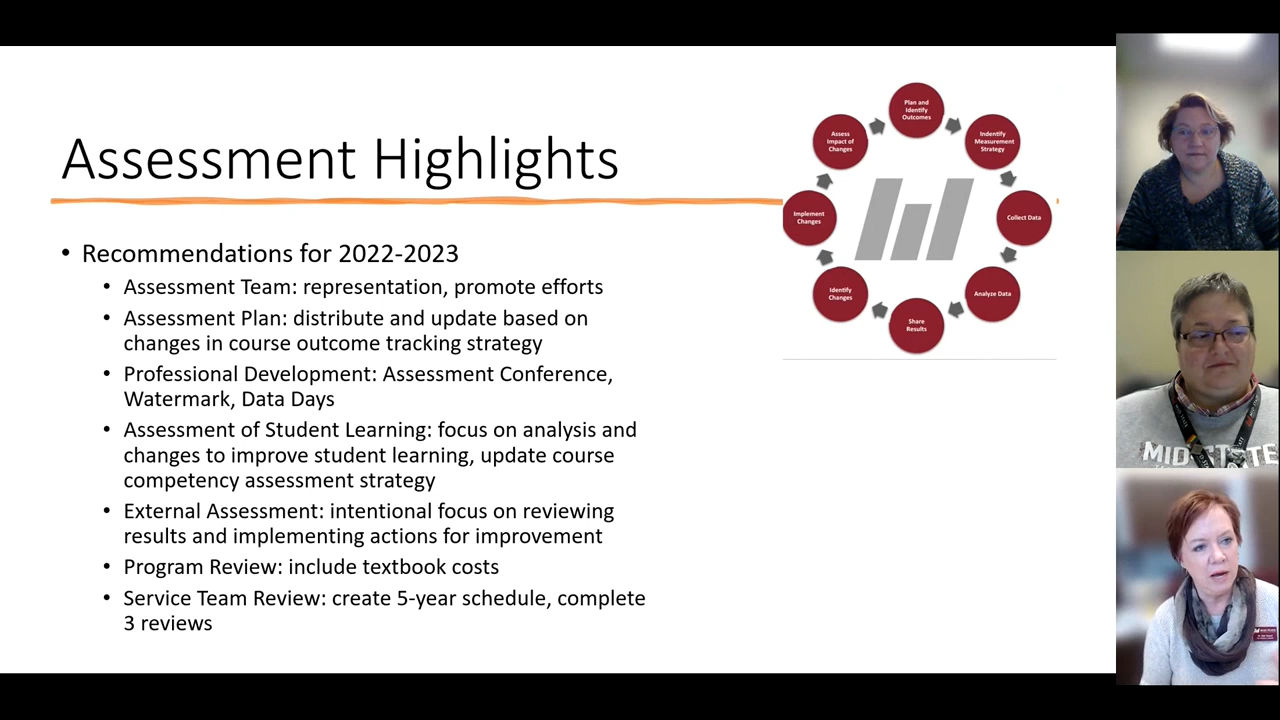 Assessment Highlights
• Recommendations for 2022-2023
• Assessment Team: representation, promote efforts
• Assessment Plan: distribute and update based on
changes in course outcome tracking strategy
• Professional Development: Assessment Conference,
Watermark, Data Days
• Assessment of Student Learning: focus on analysis and
changes to improve student learning, update course
competency assessment strategy
• External Assessment: intentional focus on reviewing
results and implementing actions for improvement
• Program Review: include textbook costs
• Service Team Review: create 5-year schedule, complete
3 reviews
Plan and
Identify
Outcomes
Indentify
Measurement
Strategy
Collect Data
Analyze Data
Share
Results
Identify
Changes
Implement
Changes
Assess
Impact of
Changes
MID-STATE